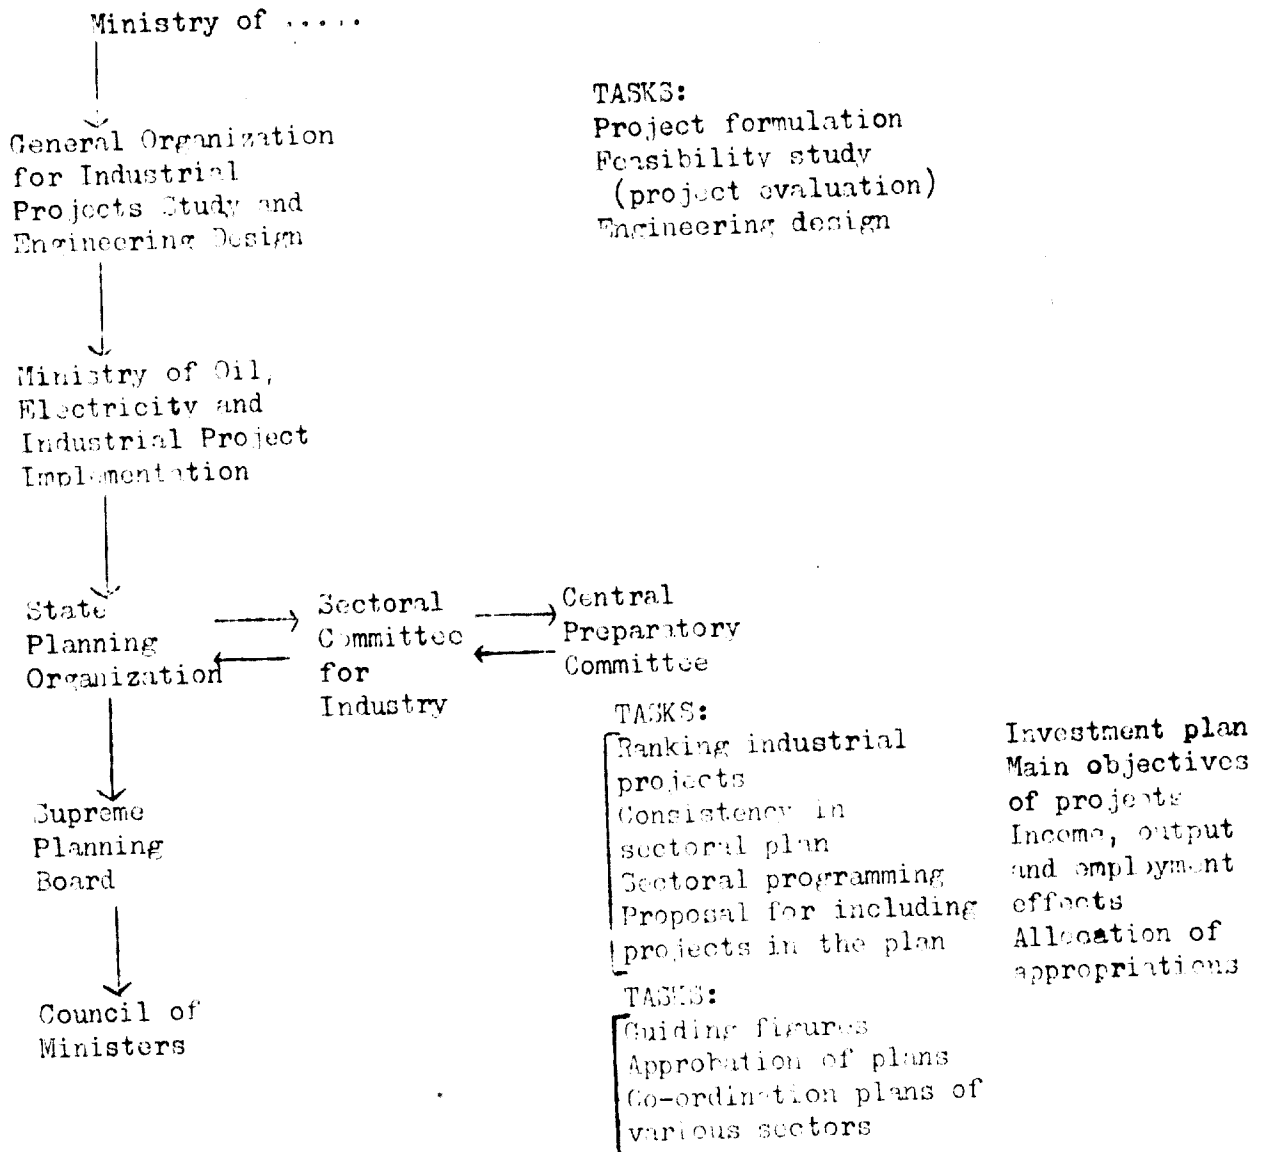 Ministry of .....
General Organization
for Industrial
Projects Study and
Engineering Design
TASKS:
Project formulation
Feasibility study
(project evaluation)
Engineering design
Ministry of Oil,
Electricity and
Industrial Project
Implementation
State
Planning
Organization
Sectoral
Committee
for
Industry
Central
Preparatory
Committee
Supreme
Planning
Board
Council of
Ministers
TASKS:
Ranking industrial
projects
Consistency in
sectoral plan
Sectoral programming
Proposal for including
projects in the plan
Investment plan
Main objectives
of projects
Income, output
and employment
effects
Allocation of
appropriations
TASKS:
Guiding figures
Approbation of plans
Co-ordination plans of
various sectors